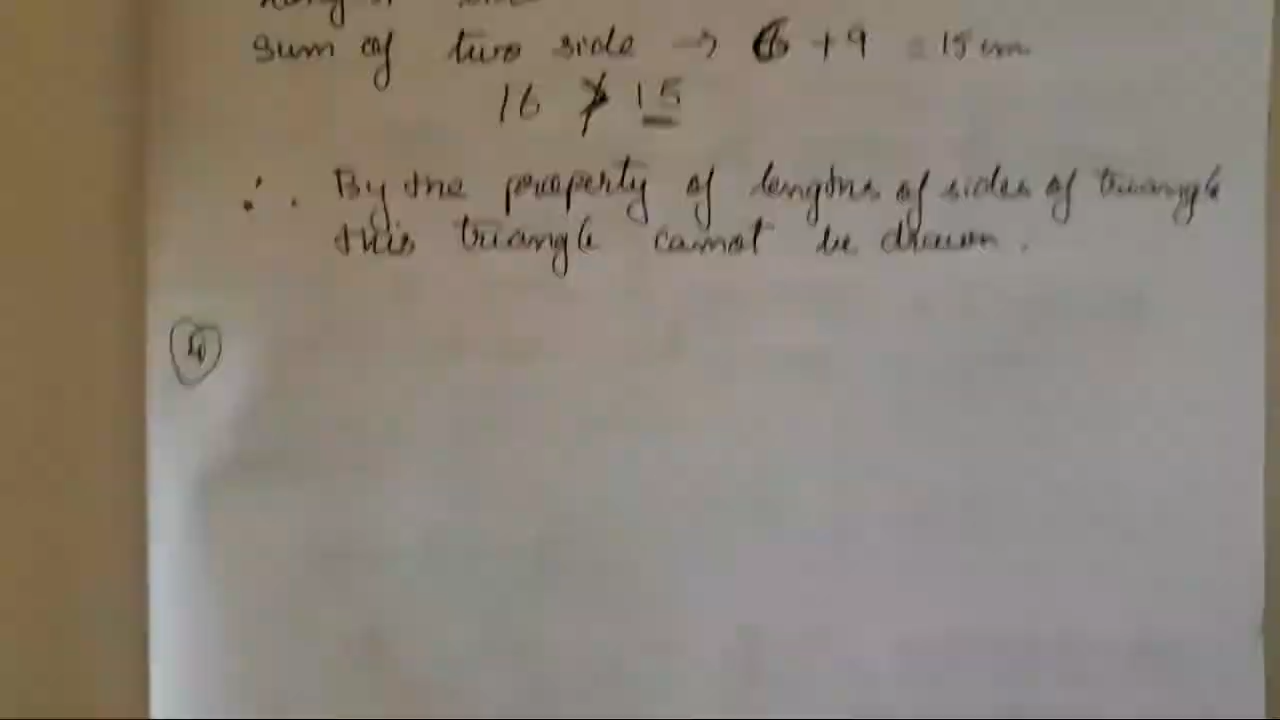 Sum of two side → 6 + 9 = 15 cm
16 ≯ 15
∴ By the property of lengths of sides of triangle
this triangle cannot be drawn.